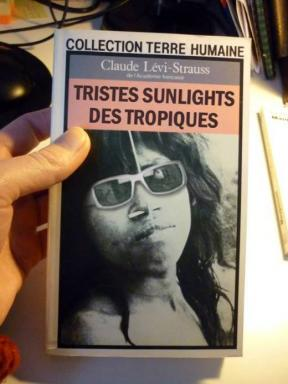 COLLECTION TERRE HUMAINE
Claude Lévi-Strauss
de l'Académie française
TRISTES SUNLIGHTS
DES TROPIQUES